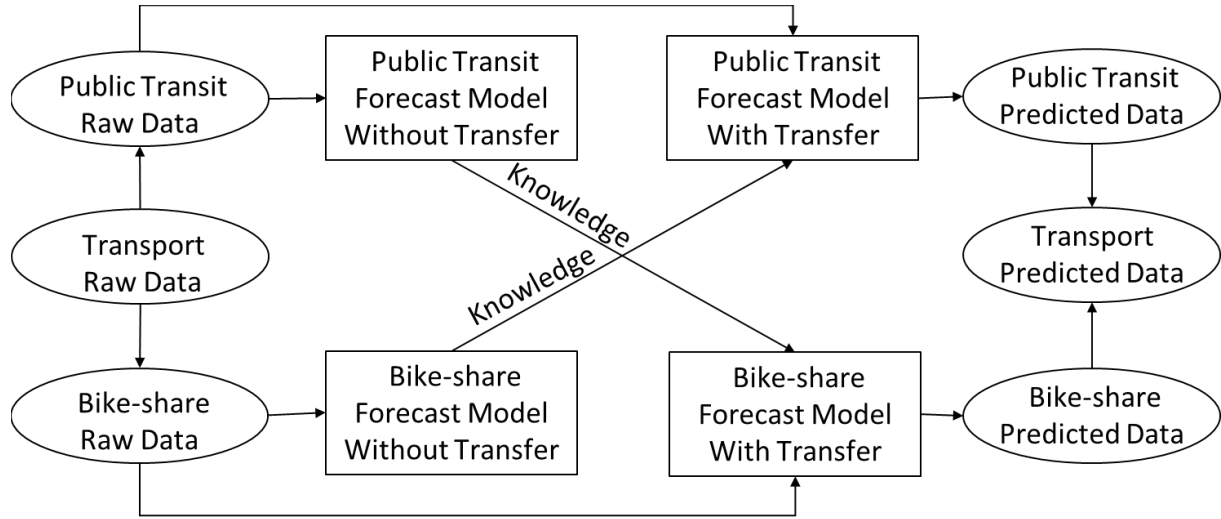 Public Transit
Raw Data
Public Transit
Forecast Model
Without Transfer
Public Transit
Forecast Model
With Transfer
Public Transit
Predicted Data
Knowledge
Transport
Raw Data
Knowledge
Transport
Predicted Data
Bike-share
Raw Data
Bike-share
Forecast Model
Without Transfer
Bike-share
Forecast Model
With Transfer
Bike-share
Predicted Data